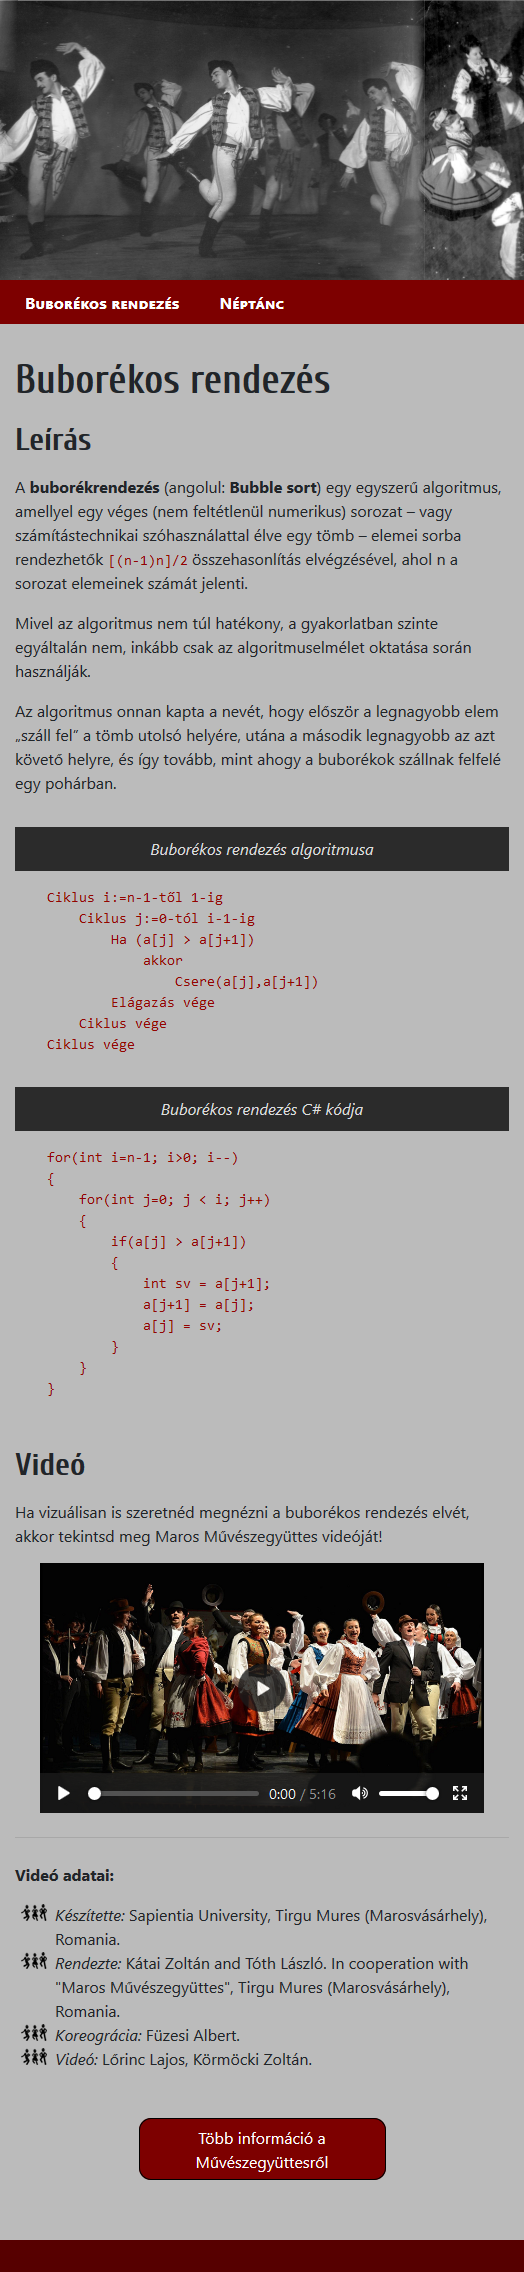 Buborékos rendezés Néptánc
Buborékos rendezés
Leírás
A buborékrendezés (angolul: Bubble sort) egy egyszerű algoritmus,
amellyel egy véges (nem feltétlenül numerikus) sorozat – vagy
számítástechnikai szóhasználattal élve egy tömb – elemei sorba
rendezhetők [(n-1)n]/2 összehasonlítás elvégzésével, ahol n a
sorozat elemeinek számát jelenti.
Mivel az algoritmus nem túl hatékony, a gyakorlatban szinte
egyáltalán nem, inkább csak az algoritmuselmélet oktatása során
használják.
Az algoritmus onnan kapta a nevét, hogy először a legnagyobb elem
„száll fel” a tömb utolsó helyére, utána a második legnagyobb az azt
követő helyre, és így tovább, mint ahogy a buborékok szállnak felfelé
egy pohárban.
Buborékos rendezés algoritmusa
Ciklus i:=n-1-től 1-ig
    Ciklus j:=0-tól i-1-ig
        Ha (a[j] > a[j+1])
            akkor
                Csere(a[j],a[j+1])
        Elágazás vége
    Ciklus vége
Ciklus vége
Buborékos rendezés C# kódja
for(int i=n-1; i>0; i--)
{
    for(int j=0; j < i; j++)
    {
        if(a[j] > a[j+1])
        {
            int sv = a[j+1];
            a[j+1] = a[j];
            a[j] = sv;
        }
    }
}
Videó
Ha vizuálisan is szeretnéd megnézni a buborékos rendezés elvét,
akkor tekintsd meg Maros Művészegyüttes videóját!
0:00 / 5:16
Videó adatai:
Készítette: Sapientia University, Tirgu Mures (Marosvásárhely),
Romania.
Rendezte: Kátai Zoltán and Tóth László. In cooperation with
"Maros Művészegyüttes", Tirgu Mures (Marosvásárhely),
Romania.
Koreográcia: Füzesi Albert.
Videó: Lőrinc Lajos, Körmöcki Zoltán.
Több információ a
Művészegyüttesről